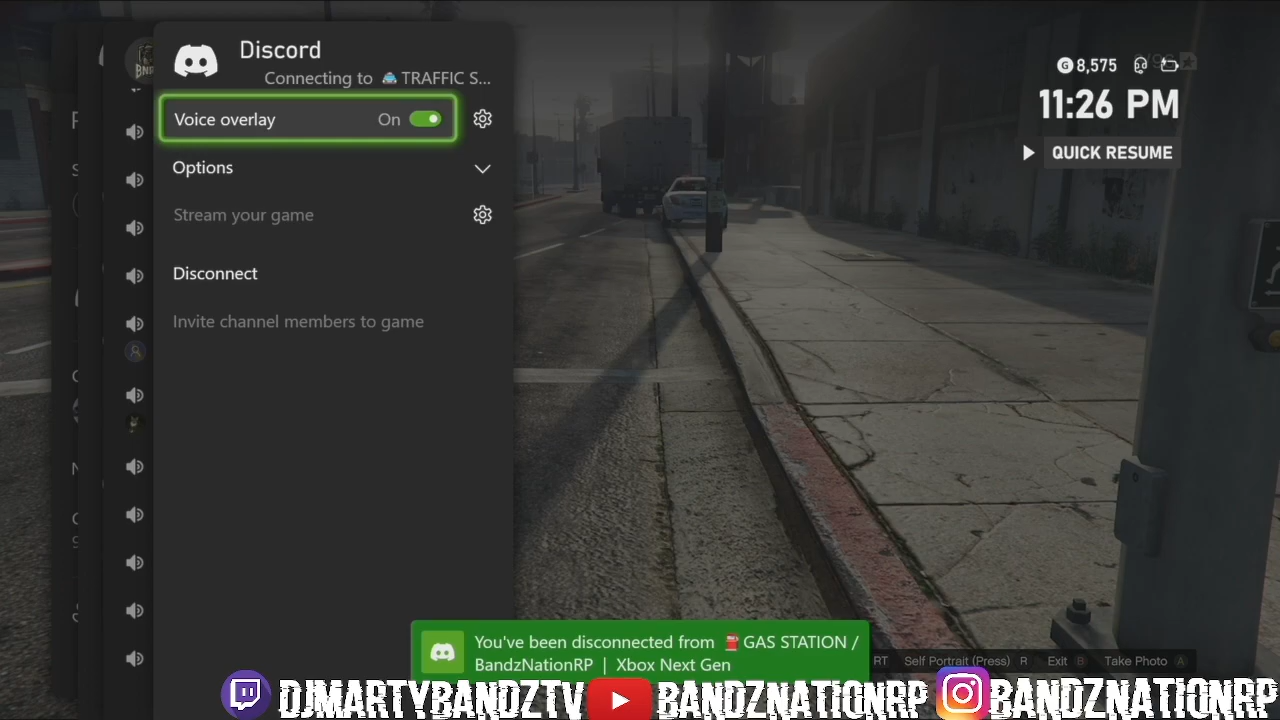 Discord
Connecting to 🚔 TRAFFIC S...
Voice overlay On
Options
Stream your game
Disconnect
Invite channel members to game
G 8,575
11:26 PM
QUICK RESUME
You've been disconnected from ⛽GAS STATION /
BandzNationRP | Xbox Next Gen
RT Self Portrait (Press) R Exit B Take Photo A
DJMARTYBANDZTV BANDZNATIONRP BANDZNATIONRP